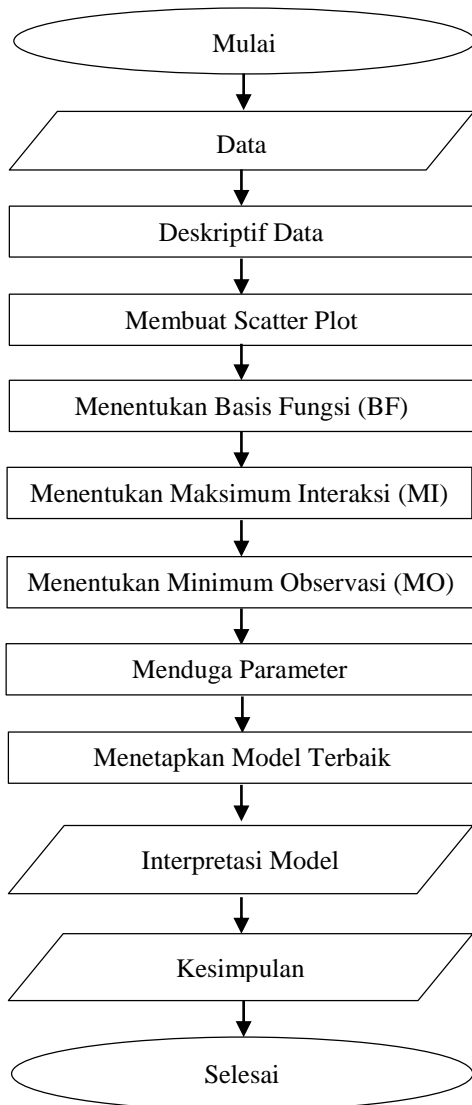 Mulai
Data
Deskriptif Data
Membuat Scatter Plot
Menentukan Basis Fungsi (BF)
Menentukan Maksimum Interaksi (MI)
Menentukan Minimum Observasi (MO)
Menduga Parameter
Menetapkan Model Terbaik
Interpretasi Model
Kesimpulan
Selesai